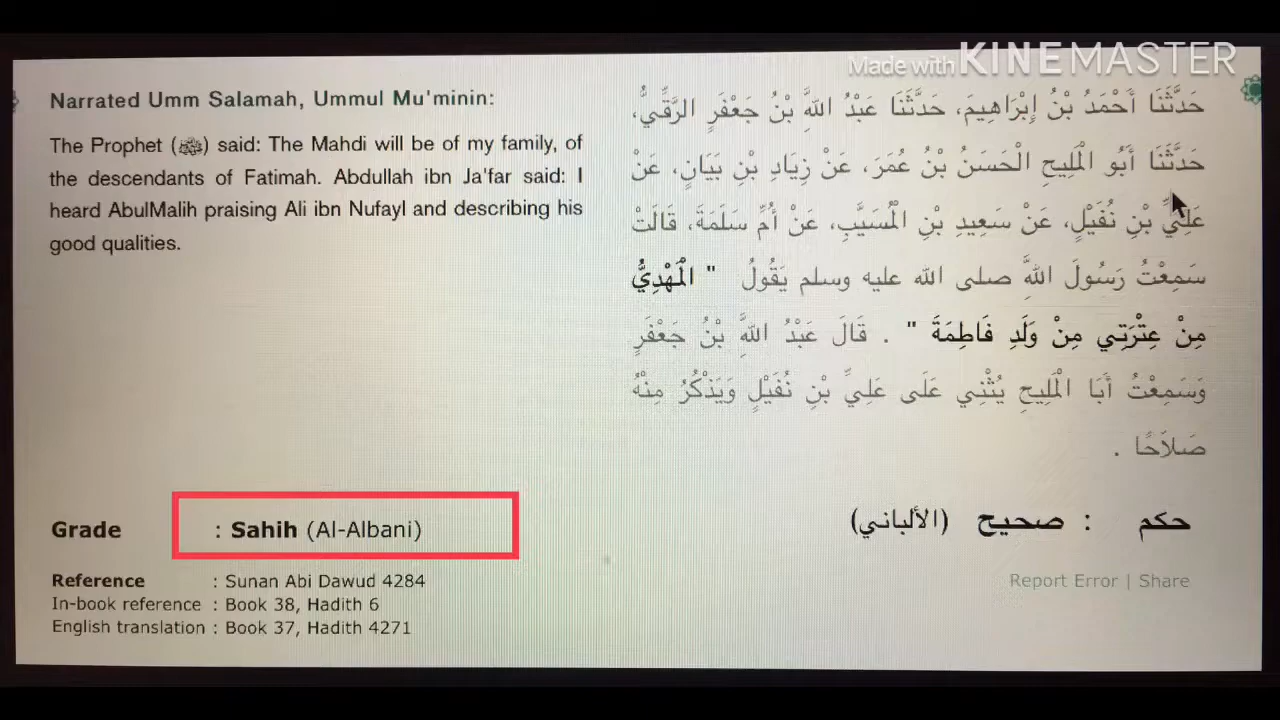 Made with KINEMASTER
Narrated Umm Salamah, Ummul Mu'minin:
The Prophet (ﷺ) said: The Mahdi will be of my family, of
the descendants of Fatimah. Abdullah ibn Ja'far said: I
heard AbulMalih praising Ali ibn Nufayl and describing his
good qualities.
حَدَّثَنَا أَحْمَدُ بْنُ إِبْرَاهِيمَ، حَدَّثَنَا عَبْدُ اللَّهِ بْنُ جَعْفَرٍ الرَّقِّيُّ،
حَدَّثَنَا أَبُو الْمَلِيحِ الْحَسَنُ بْنُ عُمَرَ، عَنْ زِيَادِ بْنِ بَيَانٍ، عَنْ
عَلِيِّ بْنِ نُفَيْلٍ، عَنْ سَعِيدِ بْنِ الْمُسَيَّبِ، عَنْ أُمِّ سَلَمَةَ، قَالَتْ
سَمِعْتُ رَسُولَ اللَّهِ صلى الله عليه وسلم يَقُولُ " الْمَهْدِيُّ
مِنْ عِتْرَتِي مِنْ وَلَدِ فَاطِمَةَ " . قَالَ عَبْدُ اللَّهِ بْنُ جَعْفَرٍ
وَسَمِعْتُ أَبَا الْمَلِيحِ يُثْنِي عَلَى عَلِيِّ بْنِ نُفَيْلٍ وَيَذْكُرُ مِنْهُ
صَلاَحًا .
Grade : Sahih (Al-Albani)
حكم : صحيح (الألباني)
Reference : Sunan Abi Dawud 4284
In-book reference : Book 38, Hadith 6
English translation : Book 37, Hadith 4271
Report Error | Share